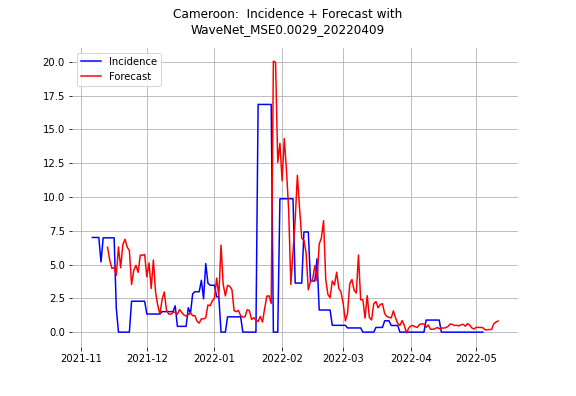 Cameroon:  Incidence + Forecast with
WaveNet_MSE0.0029_20220409
Incidence
Forecast
20.0
17.5
15.0
12.5
10.0
7.5
5.0
2.5
0.0
2021-11 2021-12 2022-01 2022-02 2022-03 2022-04 2022-05